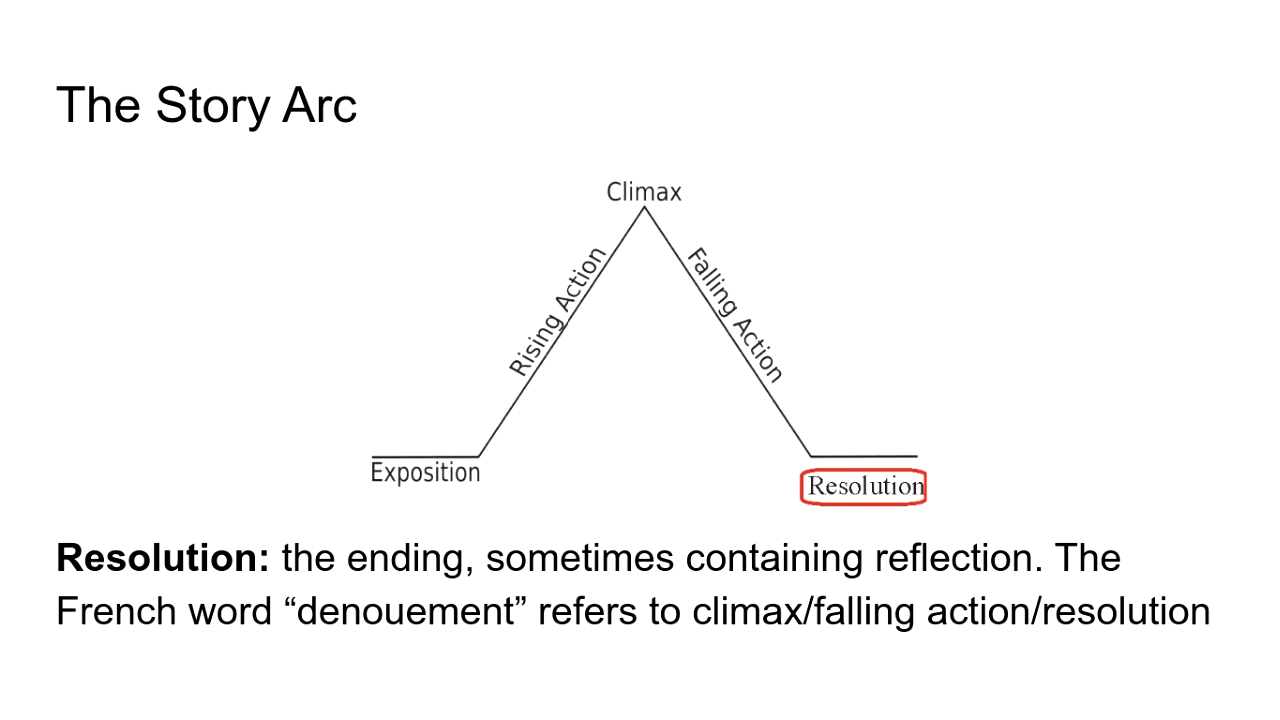 The Story Arc
Climax
Rising Action
Falling Action
Exposition
Resolution
Resolution: the ending, sometimes containing reflection. The
French word “denouement” refers to climax/falling action/resolution